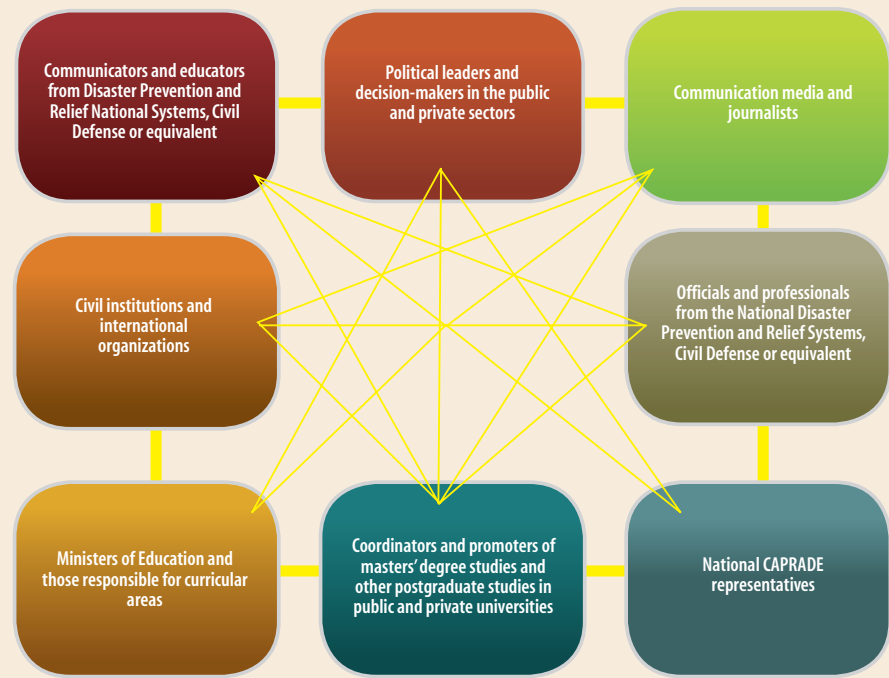 Communicators and educators
from Disaster Prevention and
Relief National Systems, Civil
Defense or equivalent
Political leaders and
decision-makers in the public
and private sectors
Communication media and
journalists
Civil institutions and
international
organizations
Officials and professionals
from the National Disaster
Prevention and Relief Systems,
Civil Defense or equivalent
Ministers of Education and
those responsible for curricular
areas
Coordinators and promoters of
masters' degree studies and
other postgraduate studies in
public and private universities
National CAPRADE
representatives